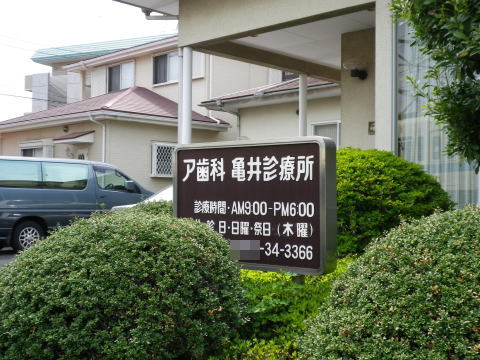 ア歯科 亀井診療所
診療時間・AM9:00-PM6:00
診 日・日曜・祭日(木曜)
-34-3366